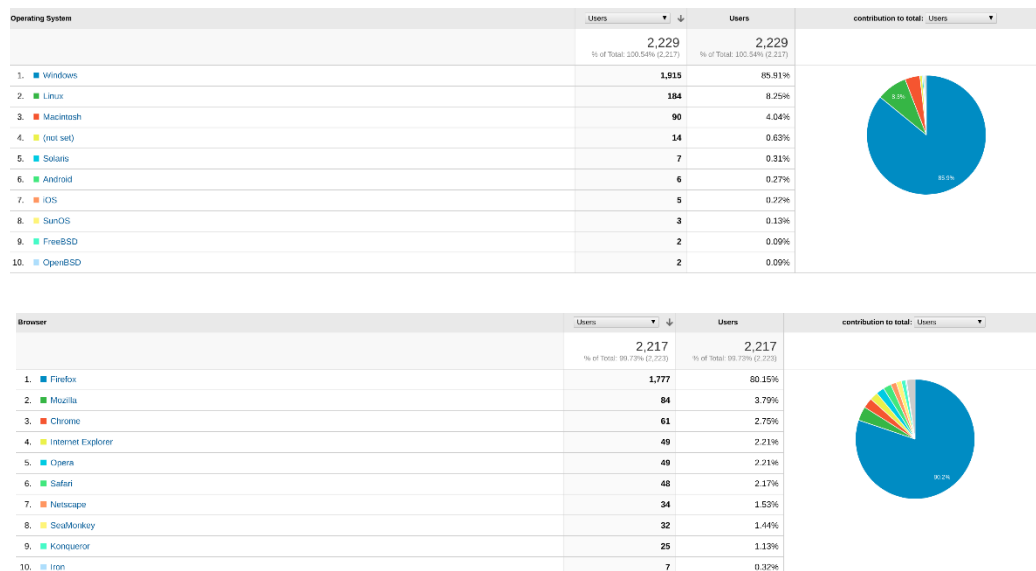 Operating System Users Users contribution to total: Users
2,229 2,229
% of Total: 100.54% (2,217) % of Total: 100.54% (2,217)
1. Windows 1,915 85.91%
2. Linux 184 8.25%
3. Macintosh 90 4.04%
4. (not set) 14 0.63%
5. Solaris 7 0.31%
6. Android 6 0.27%
7. iOS 5 0.22%
8. SunOS 3 0.13%
9. FreeBSD 2 0.09%
10. OpenBSD 2 0.09%
8.3%
85.9%
Browser Users Users contribution to total: Users
2,217 2,217
% of Total: 99.73% (2,223) % of Total: 99.73% (2,223)
1. Firefox 1,777 80.15%
2. Mozilla 84 3.79%
3. Chrome 61 2.75%
4. Internet Explorer 49 2.21%
5. Opera 49 2.21%
6. Safari 48 2.17%
7. Netscape 34 1.53%
8. SeaMonkey 32 1.44%
9. Konqueror 25 1.13%
10. Iron 7 0.32%
80.2%